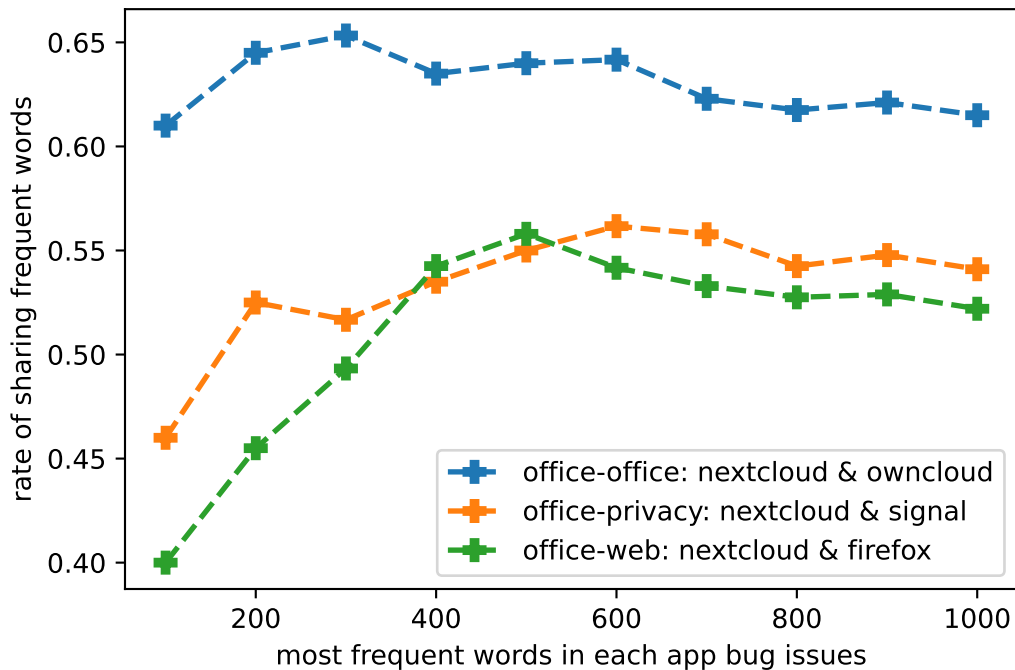 rate of sharing frequent words
0.65
0.60
0.55
0.50
0.45
0.40
office-office: nextcloud & owncloud
office-privacy: nextcloud & signal
office-web: nextcloud & firefox
200 400 600 800 1000
most frequent words in each app bug issues